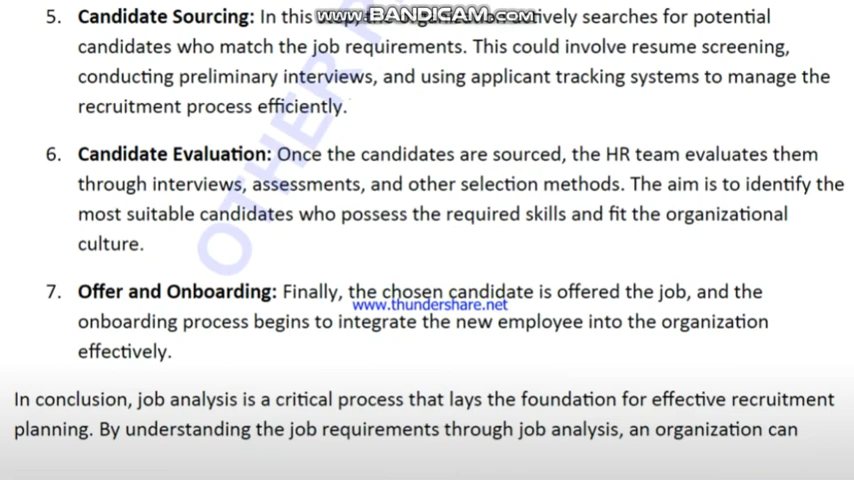 www.BANDICAM.com
5. Candidate Sourcing: In this actively searches for potential
candidates who match the job requirements. This could involve resume screening,
conducting preliminary interviews, and using applicant tracking systems to manage the
recruitment process efficiently.
6. Candidate Evaluation: Once the candidates are sourced, the HR team evaluates them
through interviews, assessments, and other selection methods. The aim is to identify the
most suitable candidates who possess the required skills and fit the organizational
culture.
OTHER
7. Offer and Onboarding: Finally, the chosen candidate is offered the job, and the
www.thundershare.net
onboarding process begins to integrate the new employee into the organization
effectively.
In conclusion, job analysis is a critical process that lays the foundation for effective recruitment
planning. By understanding the job requirements through job analysis, an organization can